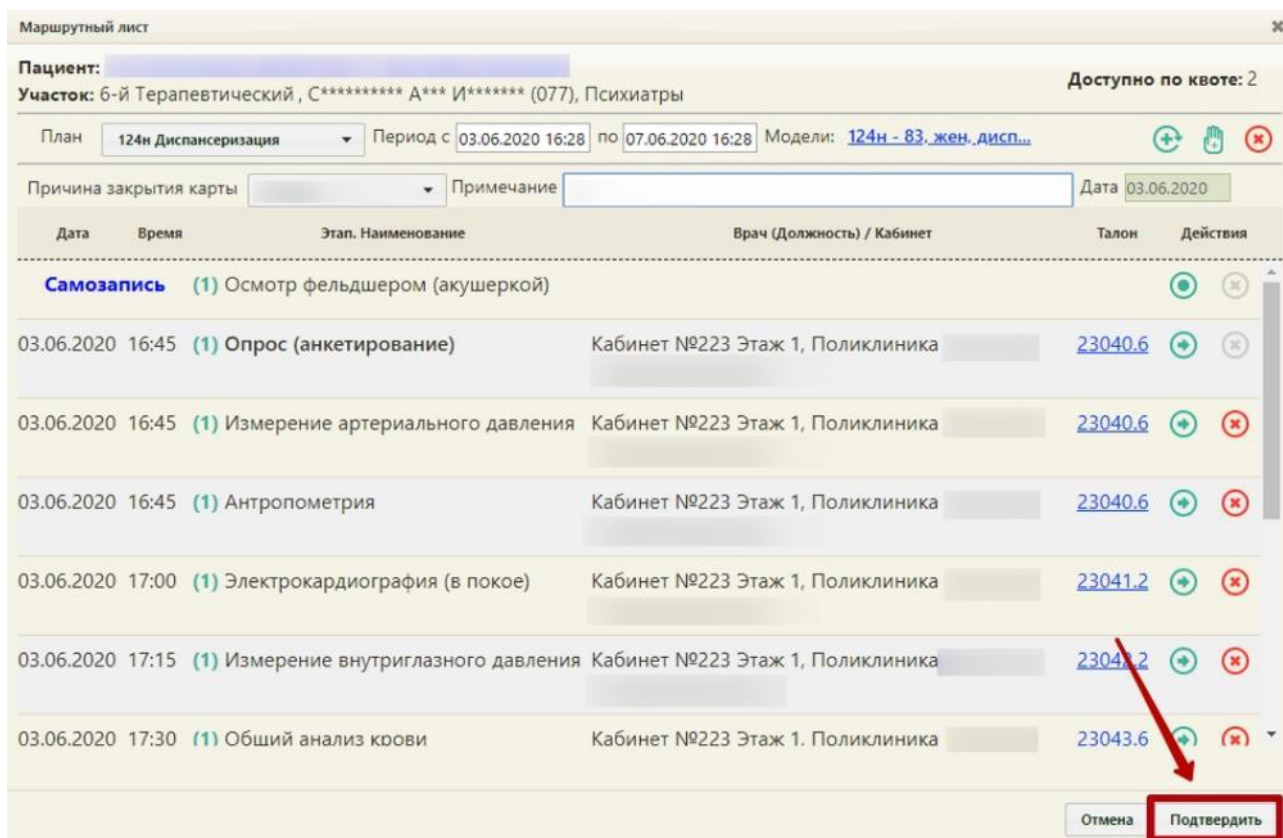 Маршрутный лист
Пациент:
Участок: 6-й Терапевтический , С********** А*** И******* (077), Психиатры
Доступно по квоте: 2
План 124н Диспансеризация Период с 03.06.2020 16:28 по 07.06.2020 16:28 Модели: 124н - 83, жен, дисп...
Причина закрытия карты Примечание Дата 03.06.2020
Дата Время Этап. Наименование Врач (Должность) / Кабинет Талон Действия
Самозапись (1) Осмотр фельдшером (акушеркой)
03.06.2020 16:45 (1) Опрос (анкетирование) Кабинет №223 Этаж 1, Поликлиника 23040.6
03.06.2020 16:45 (1) Измерение артериального давления Кабинет №223 Этаж 1, Поликлиника 23040.6
03.06.2020 16:45 (1) Антропометрия Кабинет №223 Этаж 1, Поликлиника 23040.6
03.06.2020 17:00 (1) Электрокардиография (в покое) Кабинет №223 Этаж 1, Поликлиника 23041.2
03.06.2020 17:15 (1) Измерение внутриглазного давления Кабинет №223 Этаж 1, Поликлиника 23042.2
03.06.2020 17:30 (1) Общий анализ крови Кабинет №223 Этаж 1. Поликлиника 23043.6
Отмена Подтвердить